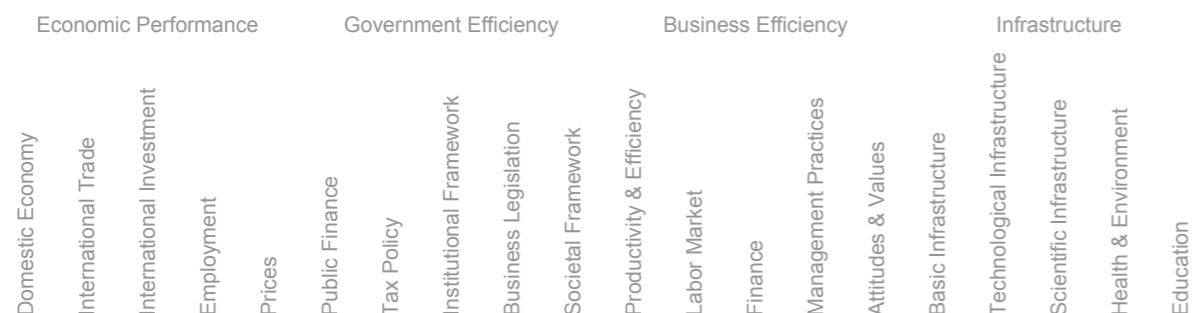 Economic Performance
Government Efficiency
Business Efficiency
Infrastructure
Domestic Economy
International Trade
International Investment
Employment
Prices
Public Finance
Tax Policy
Institutional Framework
Business Legislation
Societal Framework
Productivity & Efficiency
Labor Market
Finance
Management Practices
Attitudes & Values
Basic Infrastructure
Technological Infrastructure
Scientific Infrastructure
Health & Environment
Education